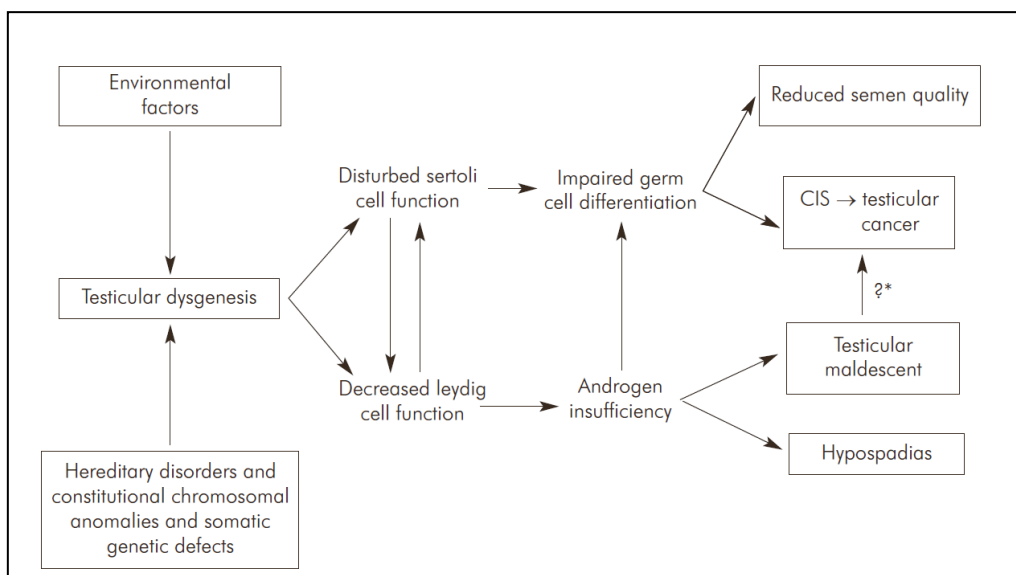 Environmental
factors
Reduced semen quality
Disturbed sertoli
cell function
Impaired germ
cell differentiation
CIS → testicular
cancer
Testicular dysgenesis
?*
Decreased leydig
cell function
Androgen
insufficiency
Testicular
maldescent
Hypospadias
Hereditary disorders and
constitutional chromosomal
anomalies and somatic
genetic defects